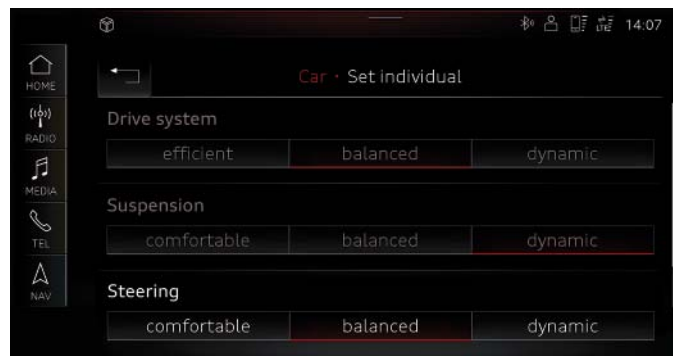 14:07
HOME
Car · Set individual
RADIO
Drive system
efficient balanced dynamic
MEDIA
Suspension
TEL
comfortable balanced dynamic
NAV
Steering
comfortable balanced dynamic